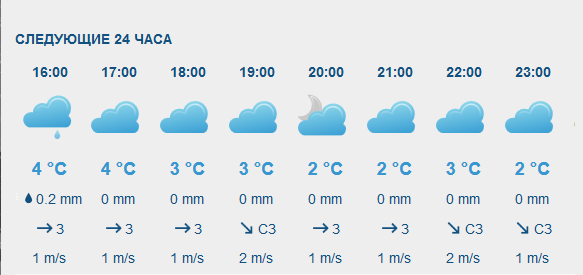 СЛЕДУЮЩИЕ 24 ЧАСА
16:00 17:00 18:00 19:00 20:00 21:00 22:00 23:00
4 °C 4 °C 3 °C 3 °C 2 °C 2 °C 3 °C 2 °C
0.2 mm 0 mm 0 mm 0 mm 0 mm 0 mm 0 mm 0 mm
→ З → З → З ↘ СЗ → З → З ↘ СЗ ↘ СЗ
1 m/s 1 m/s 1 m/s 2 m/s 1 m/s 1 m/s 2 m/s 1 m/s